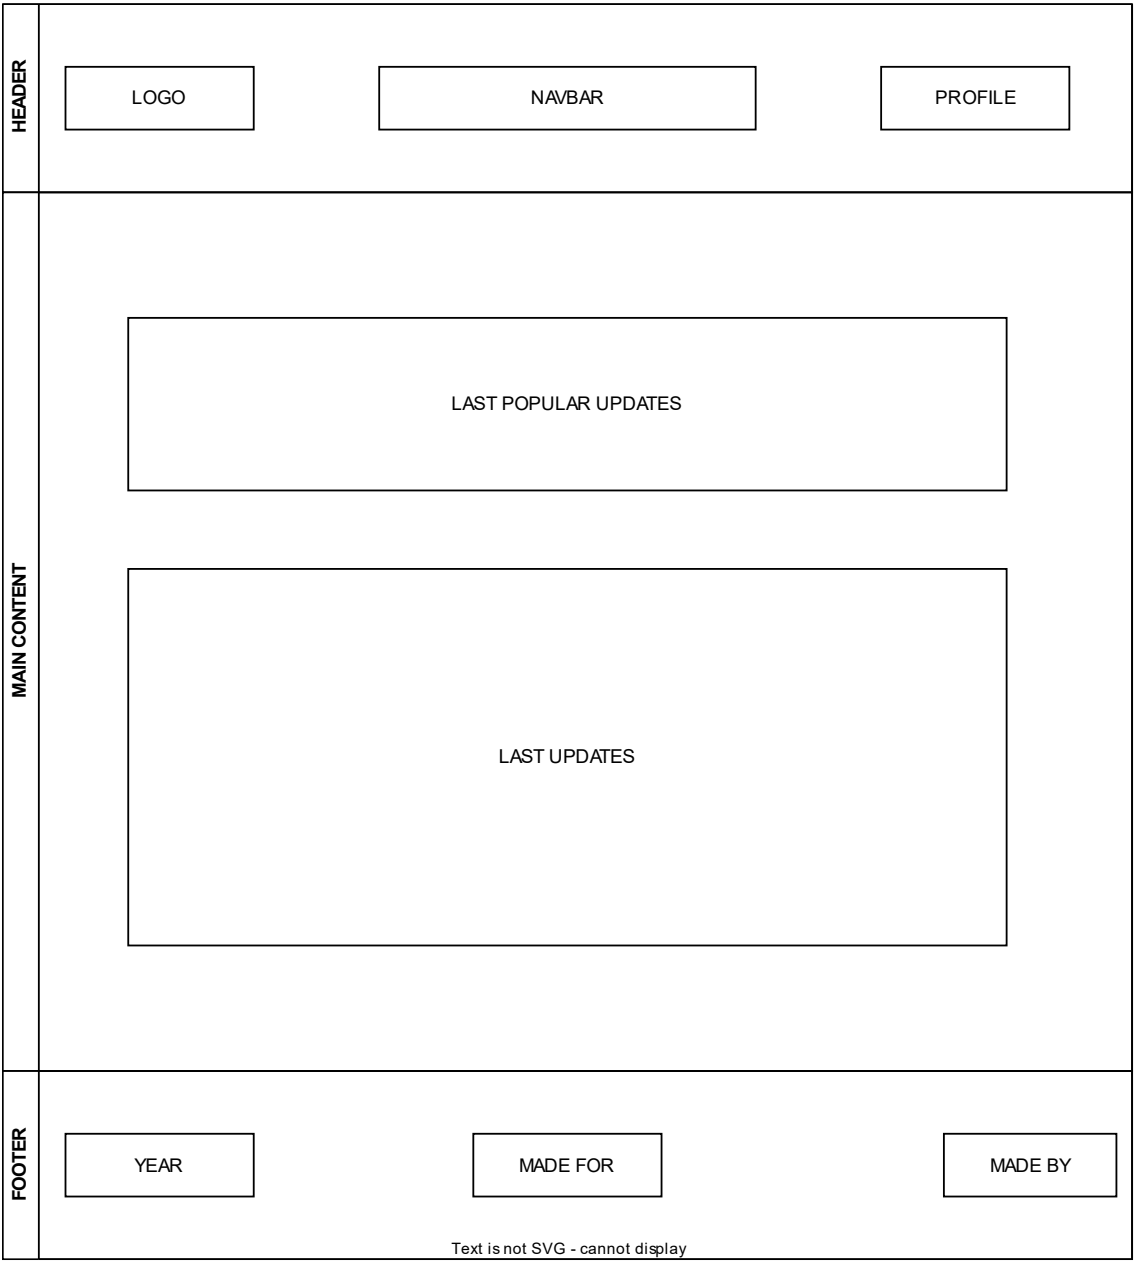 HEADER
LOGO
NAVBAR
PROFILE
MAIN CONTENT
LAST POPULAR UPDATES
LAST UPDATES
FOOTER
YEAR
MADE FOR
MADE BY
Text is not SVG - cannot display